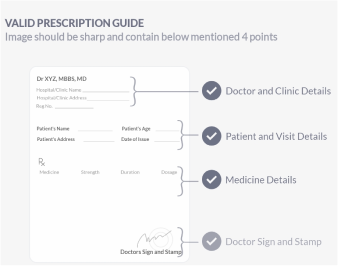 VALID PRESCRIPTION GUIDE
Image should be sharp and contain below mentioned 4 points
Dr XYZ, MBBS, MD
Hospital/Clinic Name
Hospital/Clinic Address
Reg No.
Doctor and Clinic Details
Patient's Name Patient's Age
Patient's Address Date of Issue
Patient and Visit Details
℞
Medicine Strength Duration Dosage
Medicine Details
Doctors Sign and Stamp
Doctor Sign and Stamp